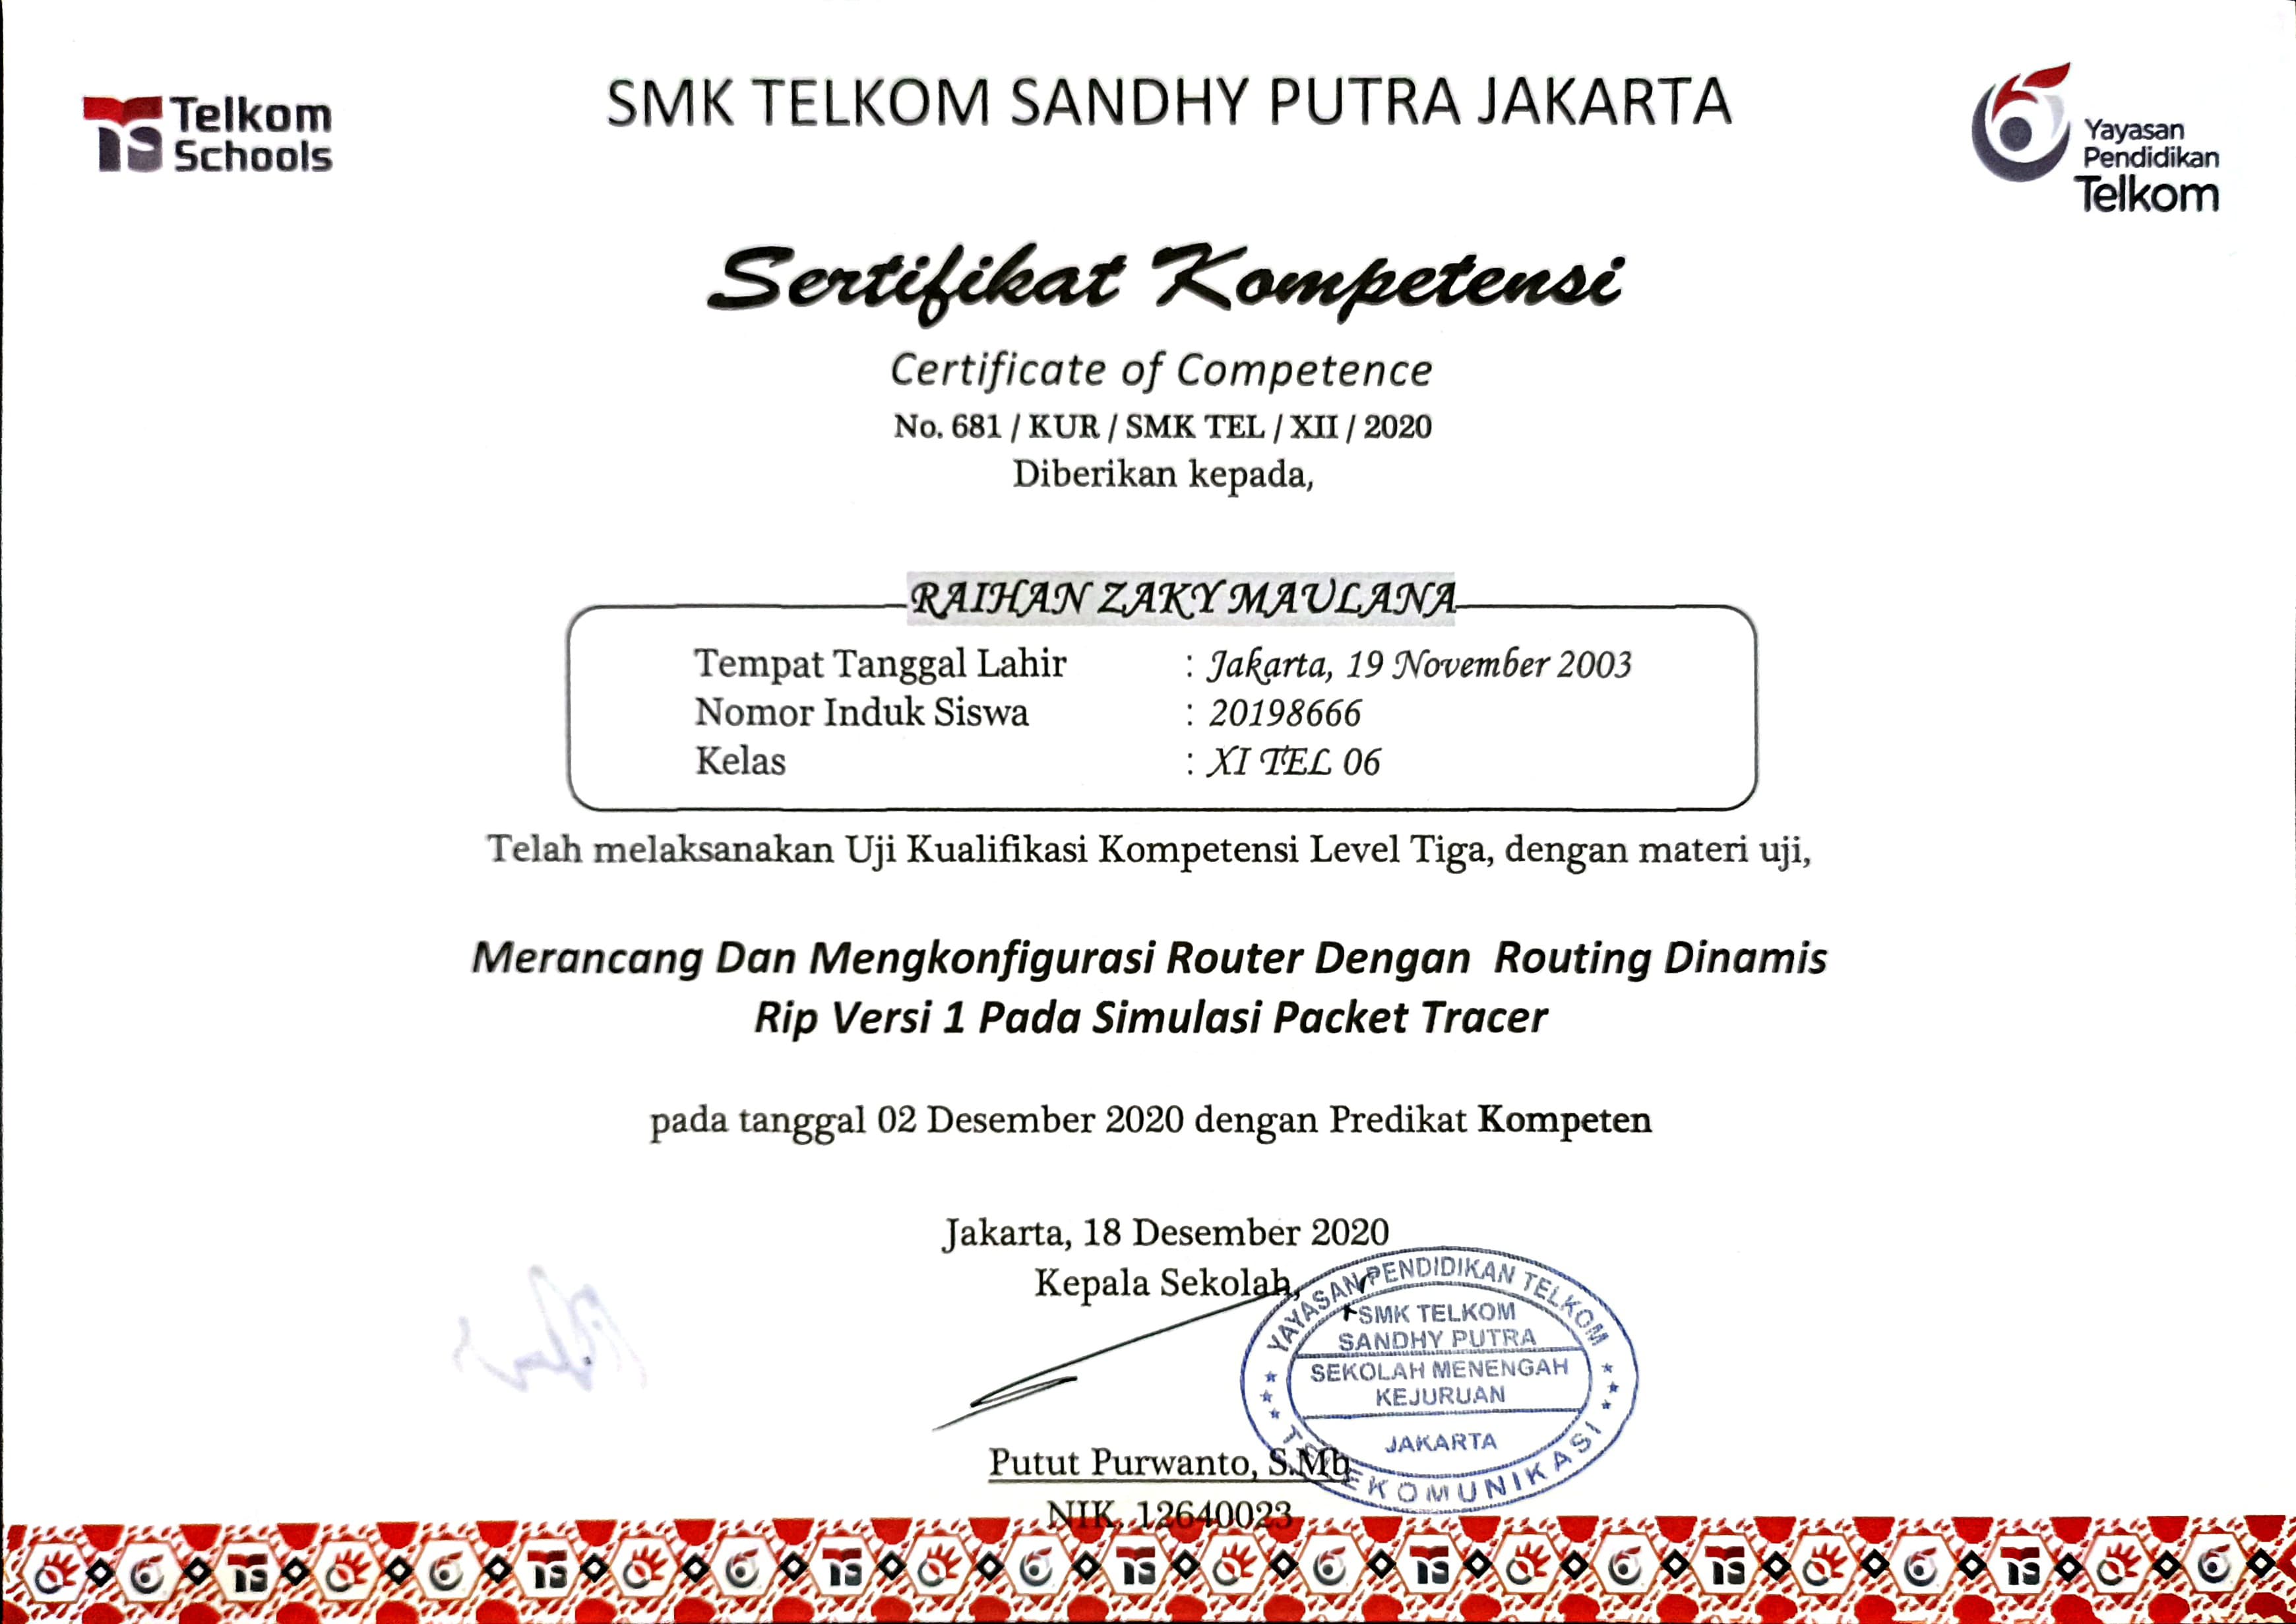 Telkom
Schools
SMK TELKOM SANDHY PUTRA JAKARTA
Yayasan
Pendidikan
Telkom
Sertifikat Kompetensi
Certificate of Competence
No. 681 / KUR / SMK TEL / XII / 2020
Diberikan kepada,
RAIHAN ZAKY MAULANA
Tempat Tanggal Lahir : Jakarta, 19 November 2003
Nomor Induk Siswa : 20198666
Kelas : XI TEL 06
Telah melaksanakan Uji Kualifikasi Kompetensi Level Tiga, dengan materi uji,
Merancang Dan Mengkonfigurasi Router Dengan Routing Dinamis
Rip Versi 1 Pada Simulasi Packet Tracer
pada tanggal 02 Desember 2020 dengan Predikat Kompeten
Jakarta, 18 Desember 2020
Kepala Sekolah,
YAYASAN PENDIDIKAN TELKOM
SMK TELKOM
SANDHY PUTRA
SEKOLAH MENENGAH
KEJURUAN
JAKARTA
TELEKOMUNIKASI
Putut Purwanto, S.Mb
NIK. 12640023